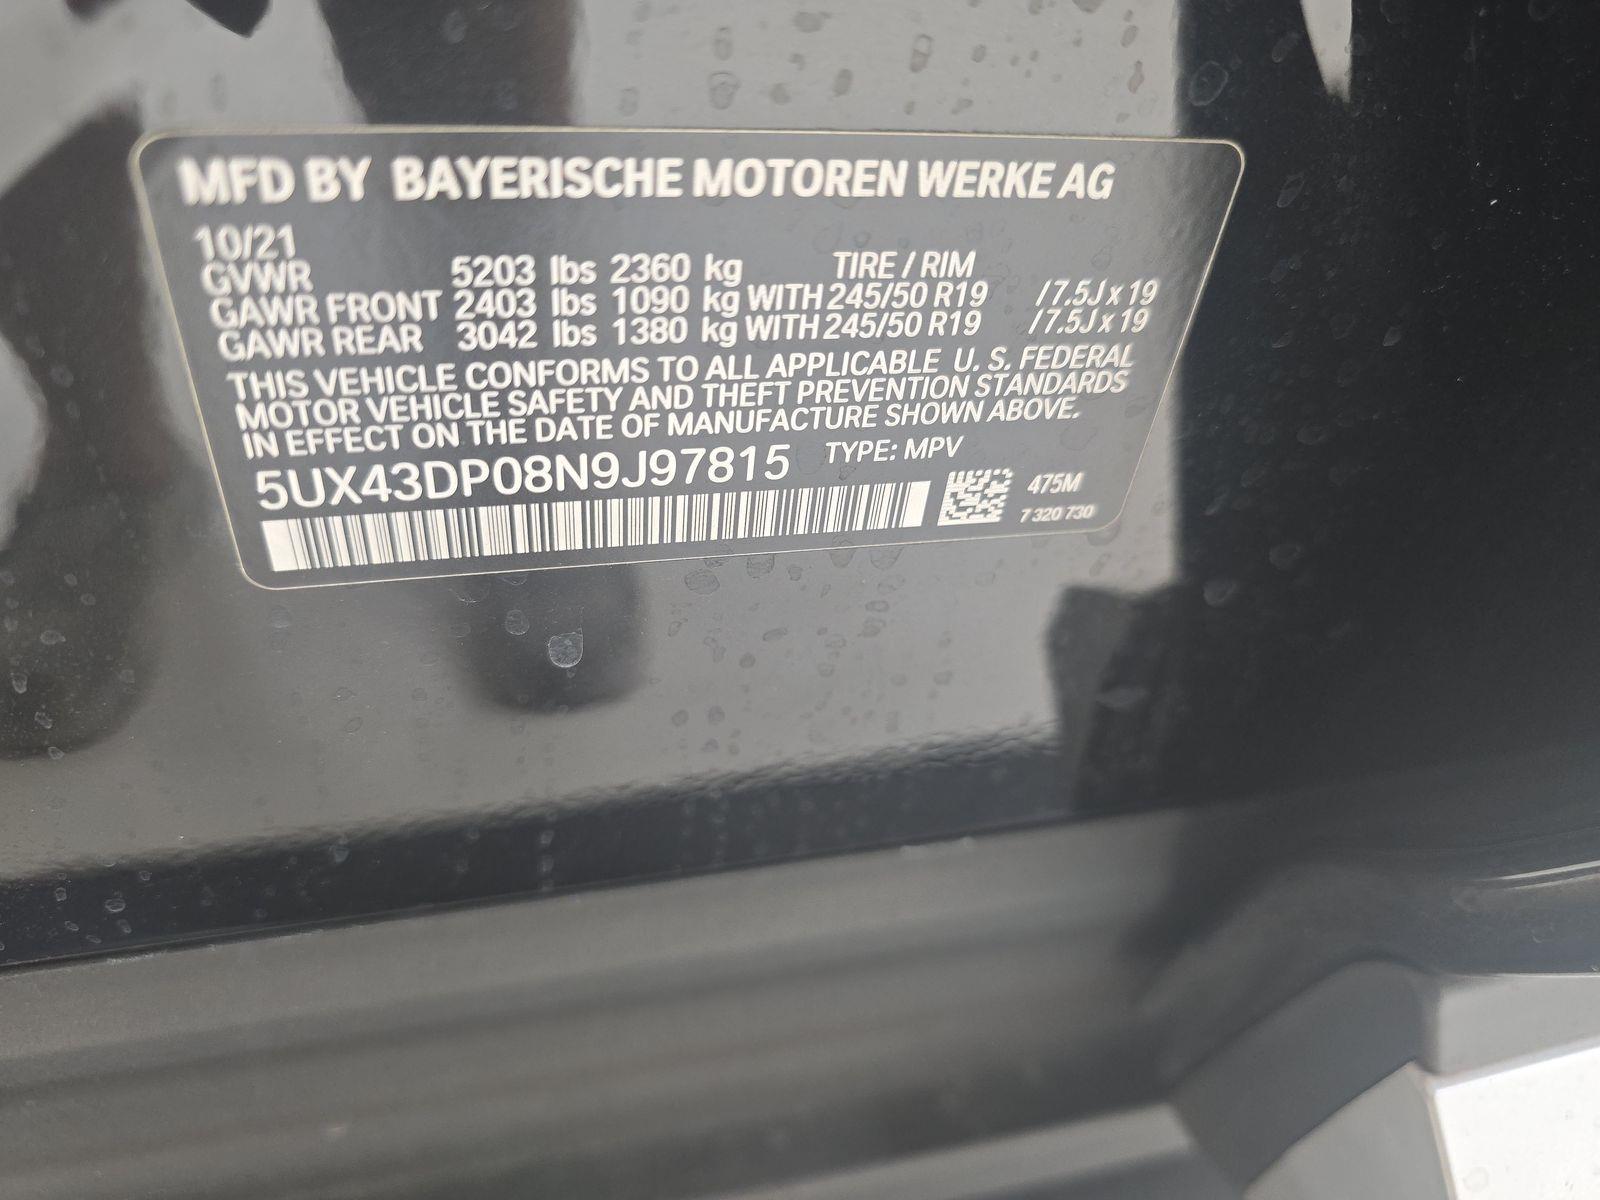 MFD BY BAYERISCHE MOTOREN WERKE AG
10/21
GVWR 5203 lbs 2360 kg TIRE / RIM
GAWR FRONT 2403 lbs 1090 kg WITH 245/50 R19 /7.5J x 19
GAWR REAR 3042 lbs 1380 kg WITH 245/50 R19 /7.5J x 19
THIS VEHICLE CONFORMS TO ALL APPLICABLE U. S. FEDERAL
MOTOR VEHICLE SAFETY AND THEFT PREVENTION STANDARDS
IN EFFECT ON THE DATE OF MANUFACTURE SHOWN ABOVE.
5UX43DP08N9J97815 TYPE: MPV
475M
7 320 730